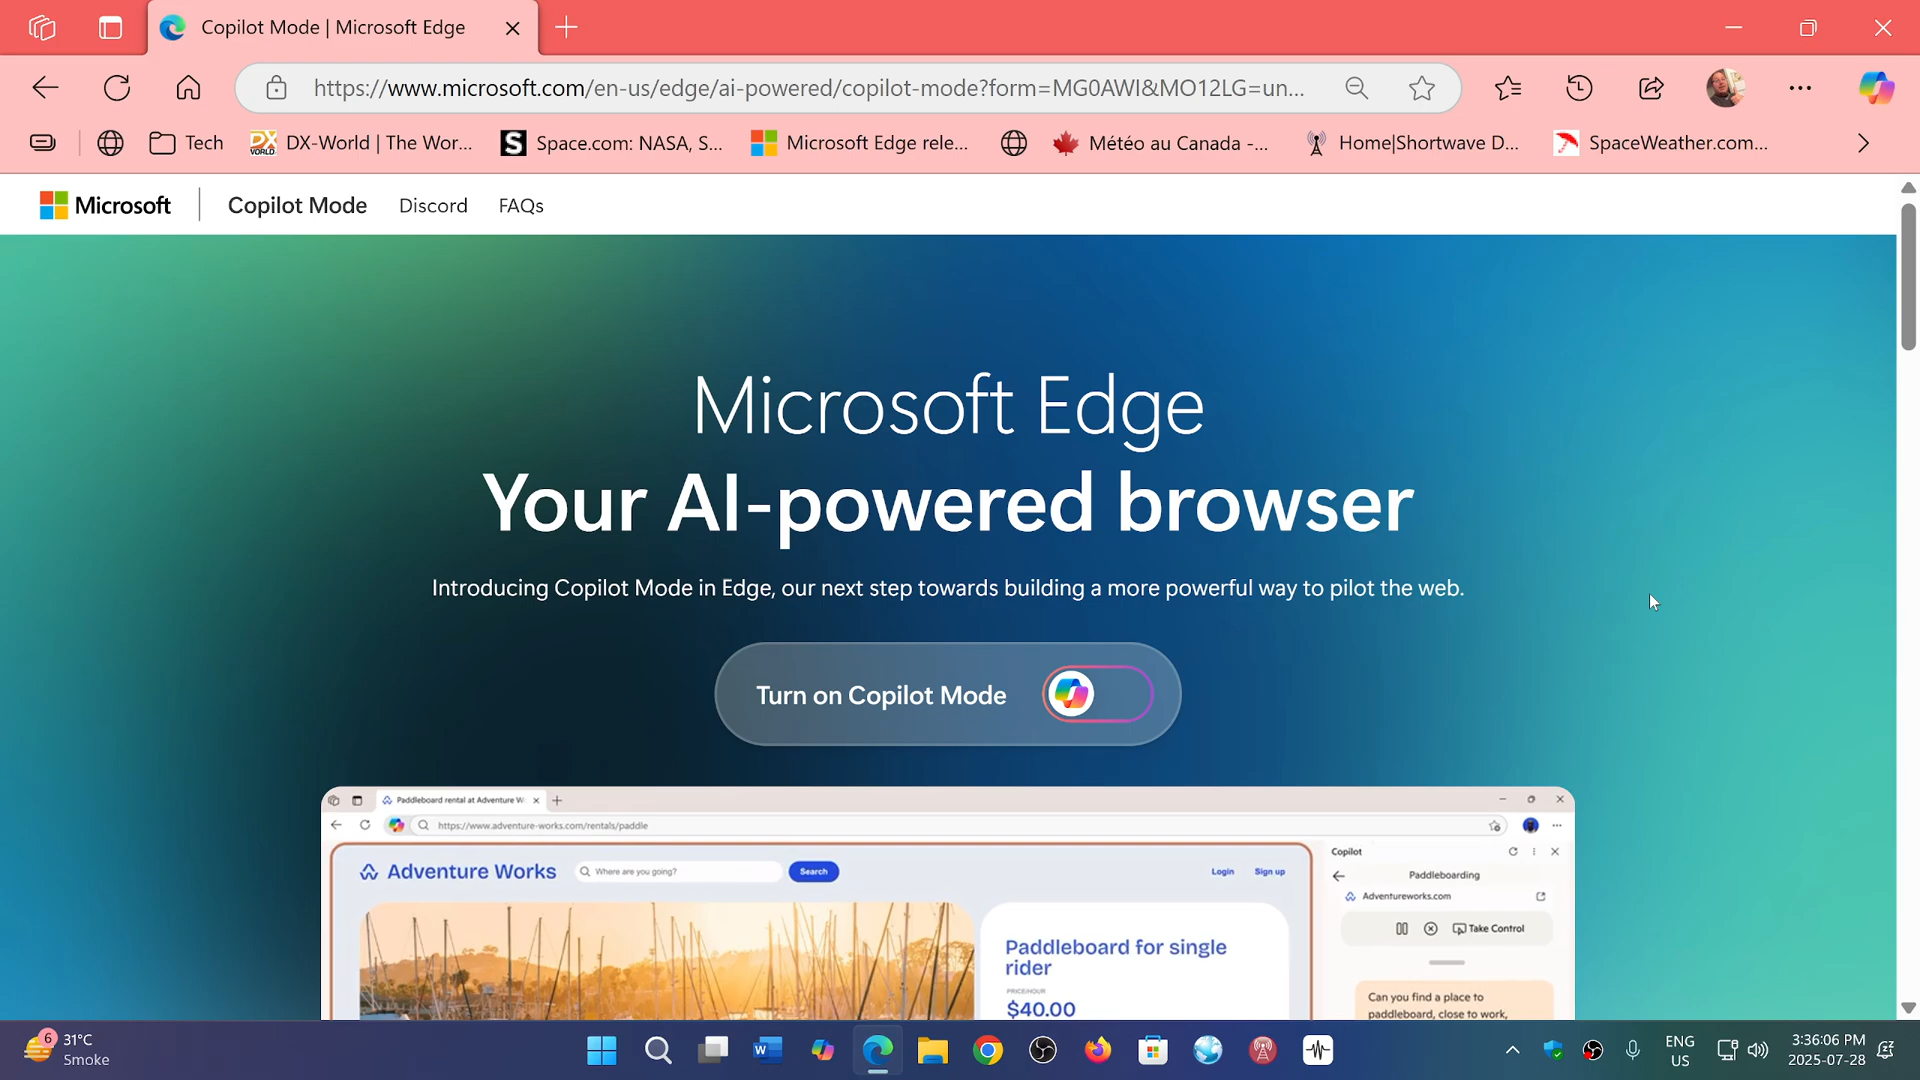 Copilot Mode | Microsoft Edge
https://www.microsoft.com/en-us/edge/ai-powered/copilot-mode?form=MG0AWI&MO12LG=un...
Tech
DX-World | The Wor...
Space.com: NASA, S...
Microsoft Edge rele...
Météo au Canada -...
Home|Shortwave D...
SpaceWeather.com...
Microsoft
Copilot Mode
Discord
FAQs
Microsoft Edge
Your AI-powered browser
Introducing Copilot Mode in Edge, our next step towards building a more powerful way to pilot the web.
Turn on Copilot Mode
Paddleboard rental at Adventure W
https://www.adventure-works.com/rentals/paddle
Adventure Works
Where are you going?
Search
Login
Sign up
Paddleboard for single
rider
PRICE/HOUR
$40.00
Copilot
Paddleboarding
Adventureworks.com
Take Control
Can you find a place to
paddleboard, close to work,
6
31°C
Smoke
ENG
US
3:36:06 PM
2025-07-28